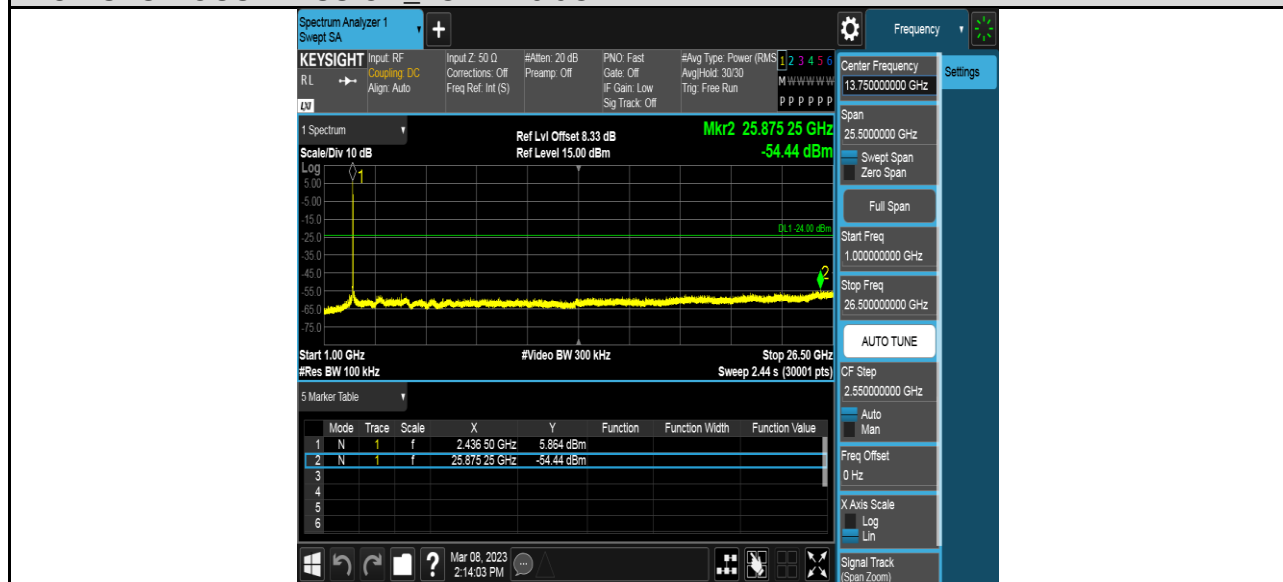 Spectrum Analyzer 1
Swept SA
Frequency
KEYSIGHT
RL
LXI
Input: RF
Coupling: DC
Align: Auto
Input Z: 50 Ω
Corrections: Off
Freq Ref: Int (S)
#Atten: 20 dB
Preamp: Off
PNO: Fast
Gate: Off
IF Gain: Low
Sig Track: Off
#Avg Type: Power (RMS
Avg|Hold: 30/30
Trig: Free Run
1 2 3 4 5 6
M W W W W W
P P P P P P
1 Spectrum
Scale/Div 10 dB
Ref Lvl Offset 8.33 dB
Ref Level 15.00 dBm
Mkr2 25.875 25 GHz
-54.44 dBm
Log
5.00
-5.00
-15.0
-25.0
-45.0
-55.0
-65.0
-75.0
1
DL1 -24.00 dBm
2
Start 1.00 GHz
#Res BW 100 kHz
#Video BW 300 kHz
Stop 26.50 GHz
Sweep 2.44 s (30001 pts)
5 Marker Table
Mode Trace Scale X Y Function Function Width Function Value
1 N 1 f 2.436 50 GHz 5.864 dBm
2 N 1 f 25.875 25 GHz -54.44 dBm
3
4
5
6
?
Mar 08, 2023
2:14:03 PM
Center Frequency
13.750000000 GHz
Settings
Span
25.5000000 GHz
Swept Span
Zero Span
Full Span
Start Freq
1.000000000 GHz
Stop Freq
26.500000000 GHz
AUTO TUNE
CF Step
2.550000000 GHz
Auto
Man
Freq Offset
0 Hz
X Axis Scale
Log
Lin
Signal Track
(Span Zoom)